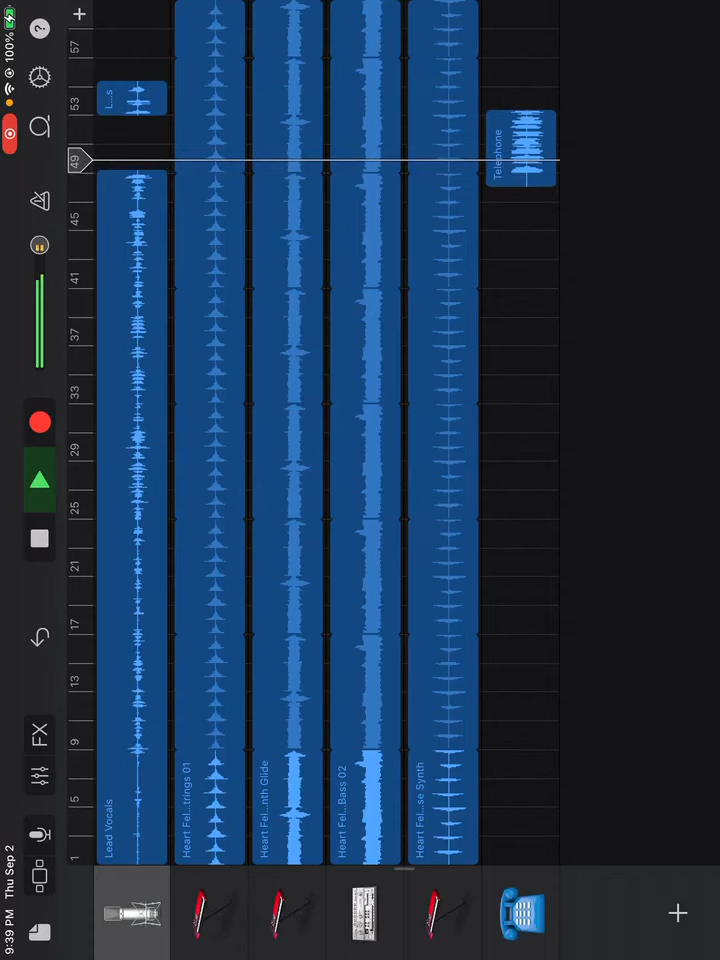 9:39 PM Thu Sep 2
100%
FX
?
1 5 9 13 17 21 25 29 33 37 41 45 49 53 57 +
Lead Vocals
L...s
Heart Fel...trings 01
Heart Fel...nth Glide
Heart Fel...Bass 02
Heart Fel...se Synth
Telephone
+